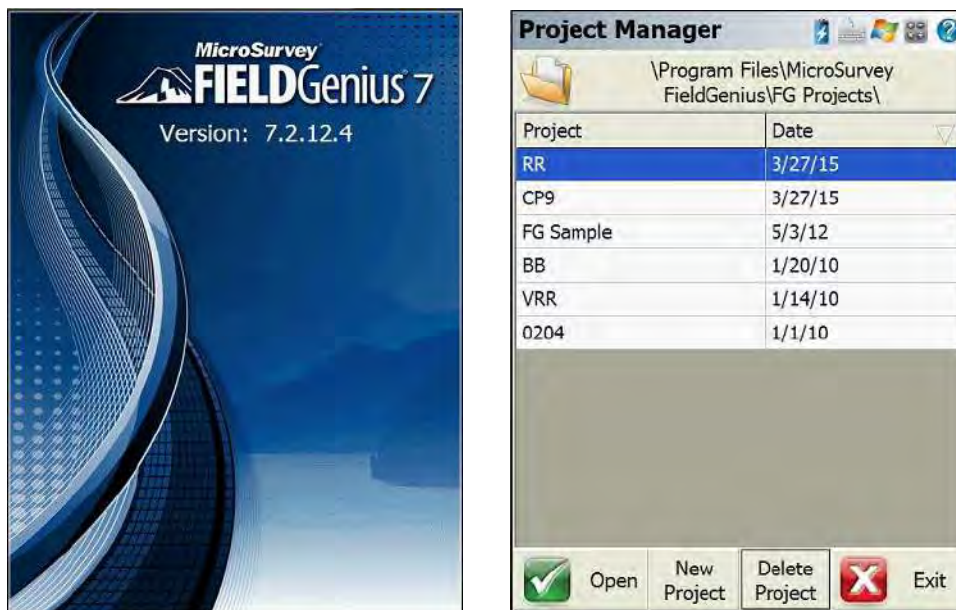 MicroSurvey
FIELDGenius 7
Version: 7.2.12.4
Project Manager
\Program Files\MicroSurvey
FieldGenius\FG Projects\
Project Date
RR 3/27/15
CP9 3/27/15
FG Sample 5/3/12
BB 1/20/10
VRR 1/14/10
0204 1/1/10
Open
New
Project
Delete
Project
Exit